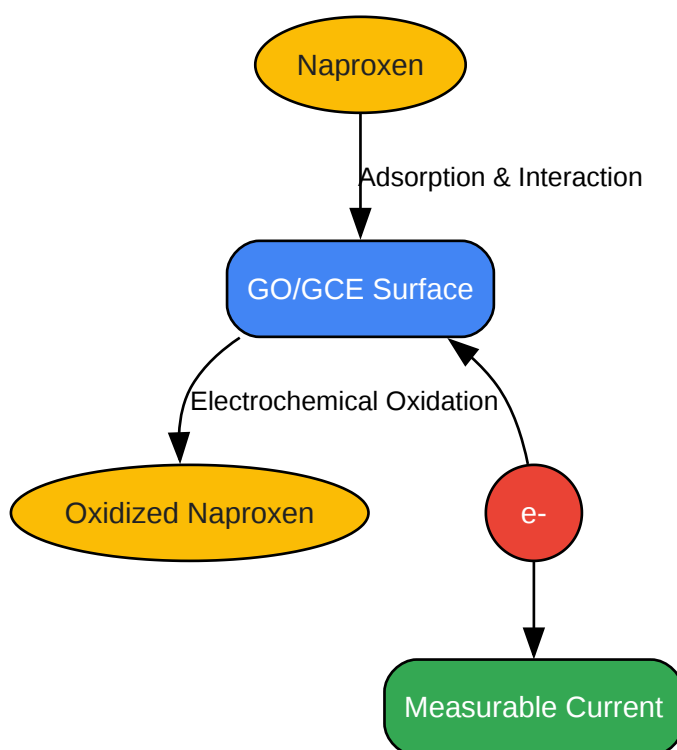 Naproxen
Adsorption & Interaction
GO/GCE Surface
Electrochemical Oxidation
Oxidized Naproxen
e-
Measurable Current